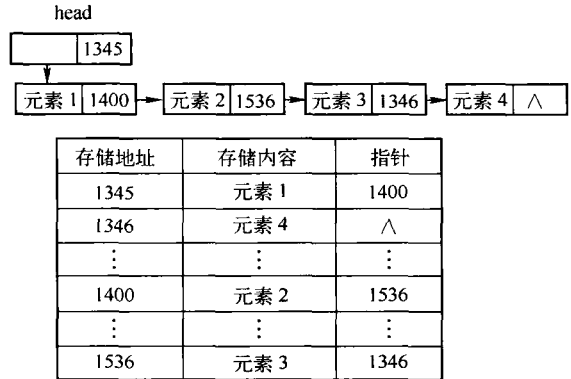 head
1345
元素 1 1400 元素 2 1536 元素 3 1346 元素 4 ∧
存储地址 存储内容 指针
1345 元素 1 1400
1346 元素 4 ∧
⋮ ⋮ ⋮
1400 元素 2 1536
⋮ ⋮ ⋮
1536 元素 3 1346